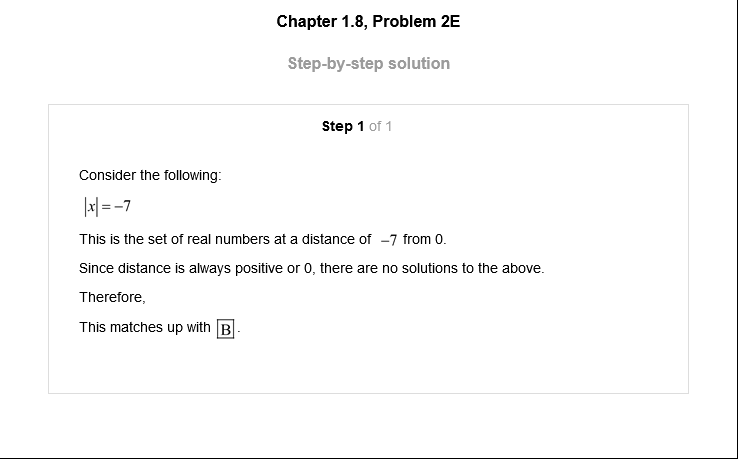 Chapter 1.8, Problem 2E
Step-by-step solution
Step 1 of 1
Consider the following:
|x| = −7
This is the set of real numbers at a distance of −7 from 0.
Since distance is always positive or 0, there are no solutions to the above.
Therefore,
This matches up with B.